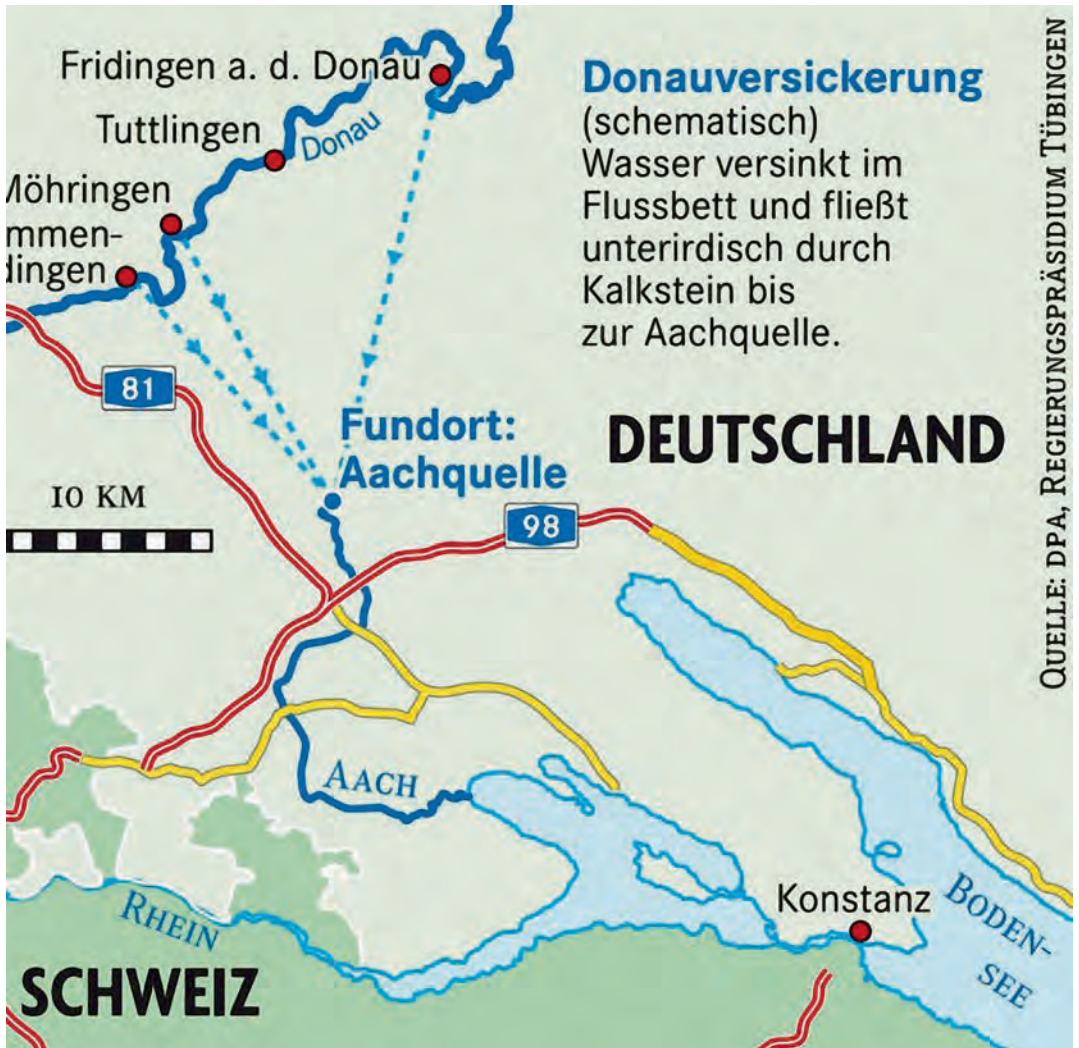 Fridingen a. d. Donau
Tuttlingen
Donau
Möhringen
mmen-
dingen
Donauversickerung
(schematisch)
Wasser versinkt im
Flussbett und fließt
unterirdisch durch
Kalkstein bis
zur Aachquelle.
81
Fundort:
Aachquelle
DEUTSCHLAND
10 KM
98
AACH
RHEIN
Konstanz
BODEN-
SEE
SCHWEIZ
QUELLE: DPA, REGIERUNGSPRÄSIDIUM TÜBINGEN